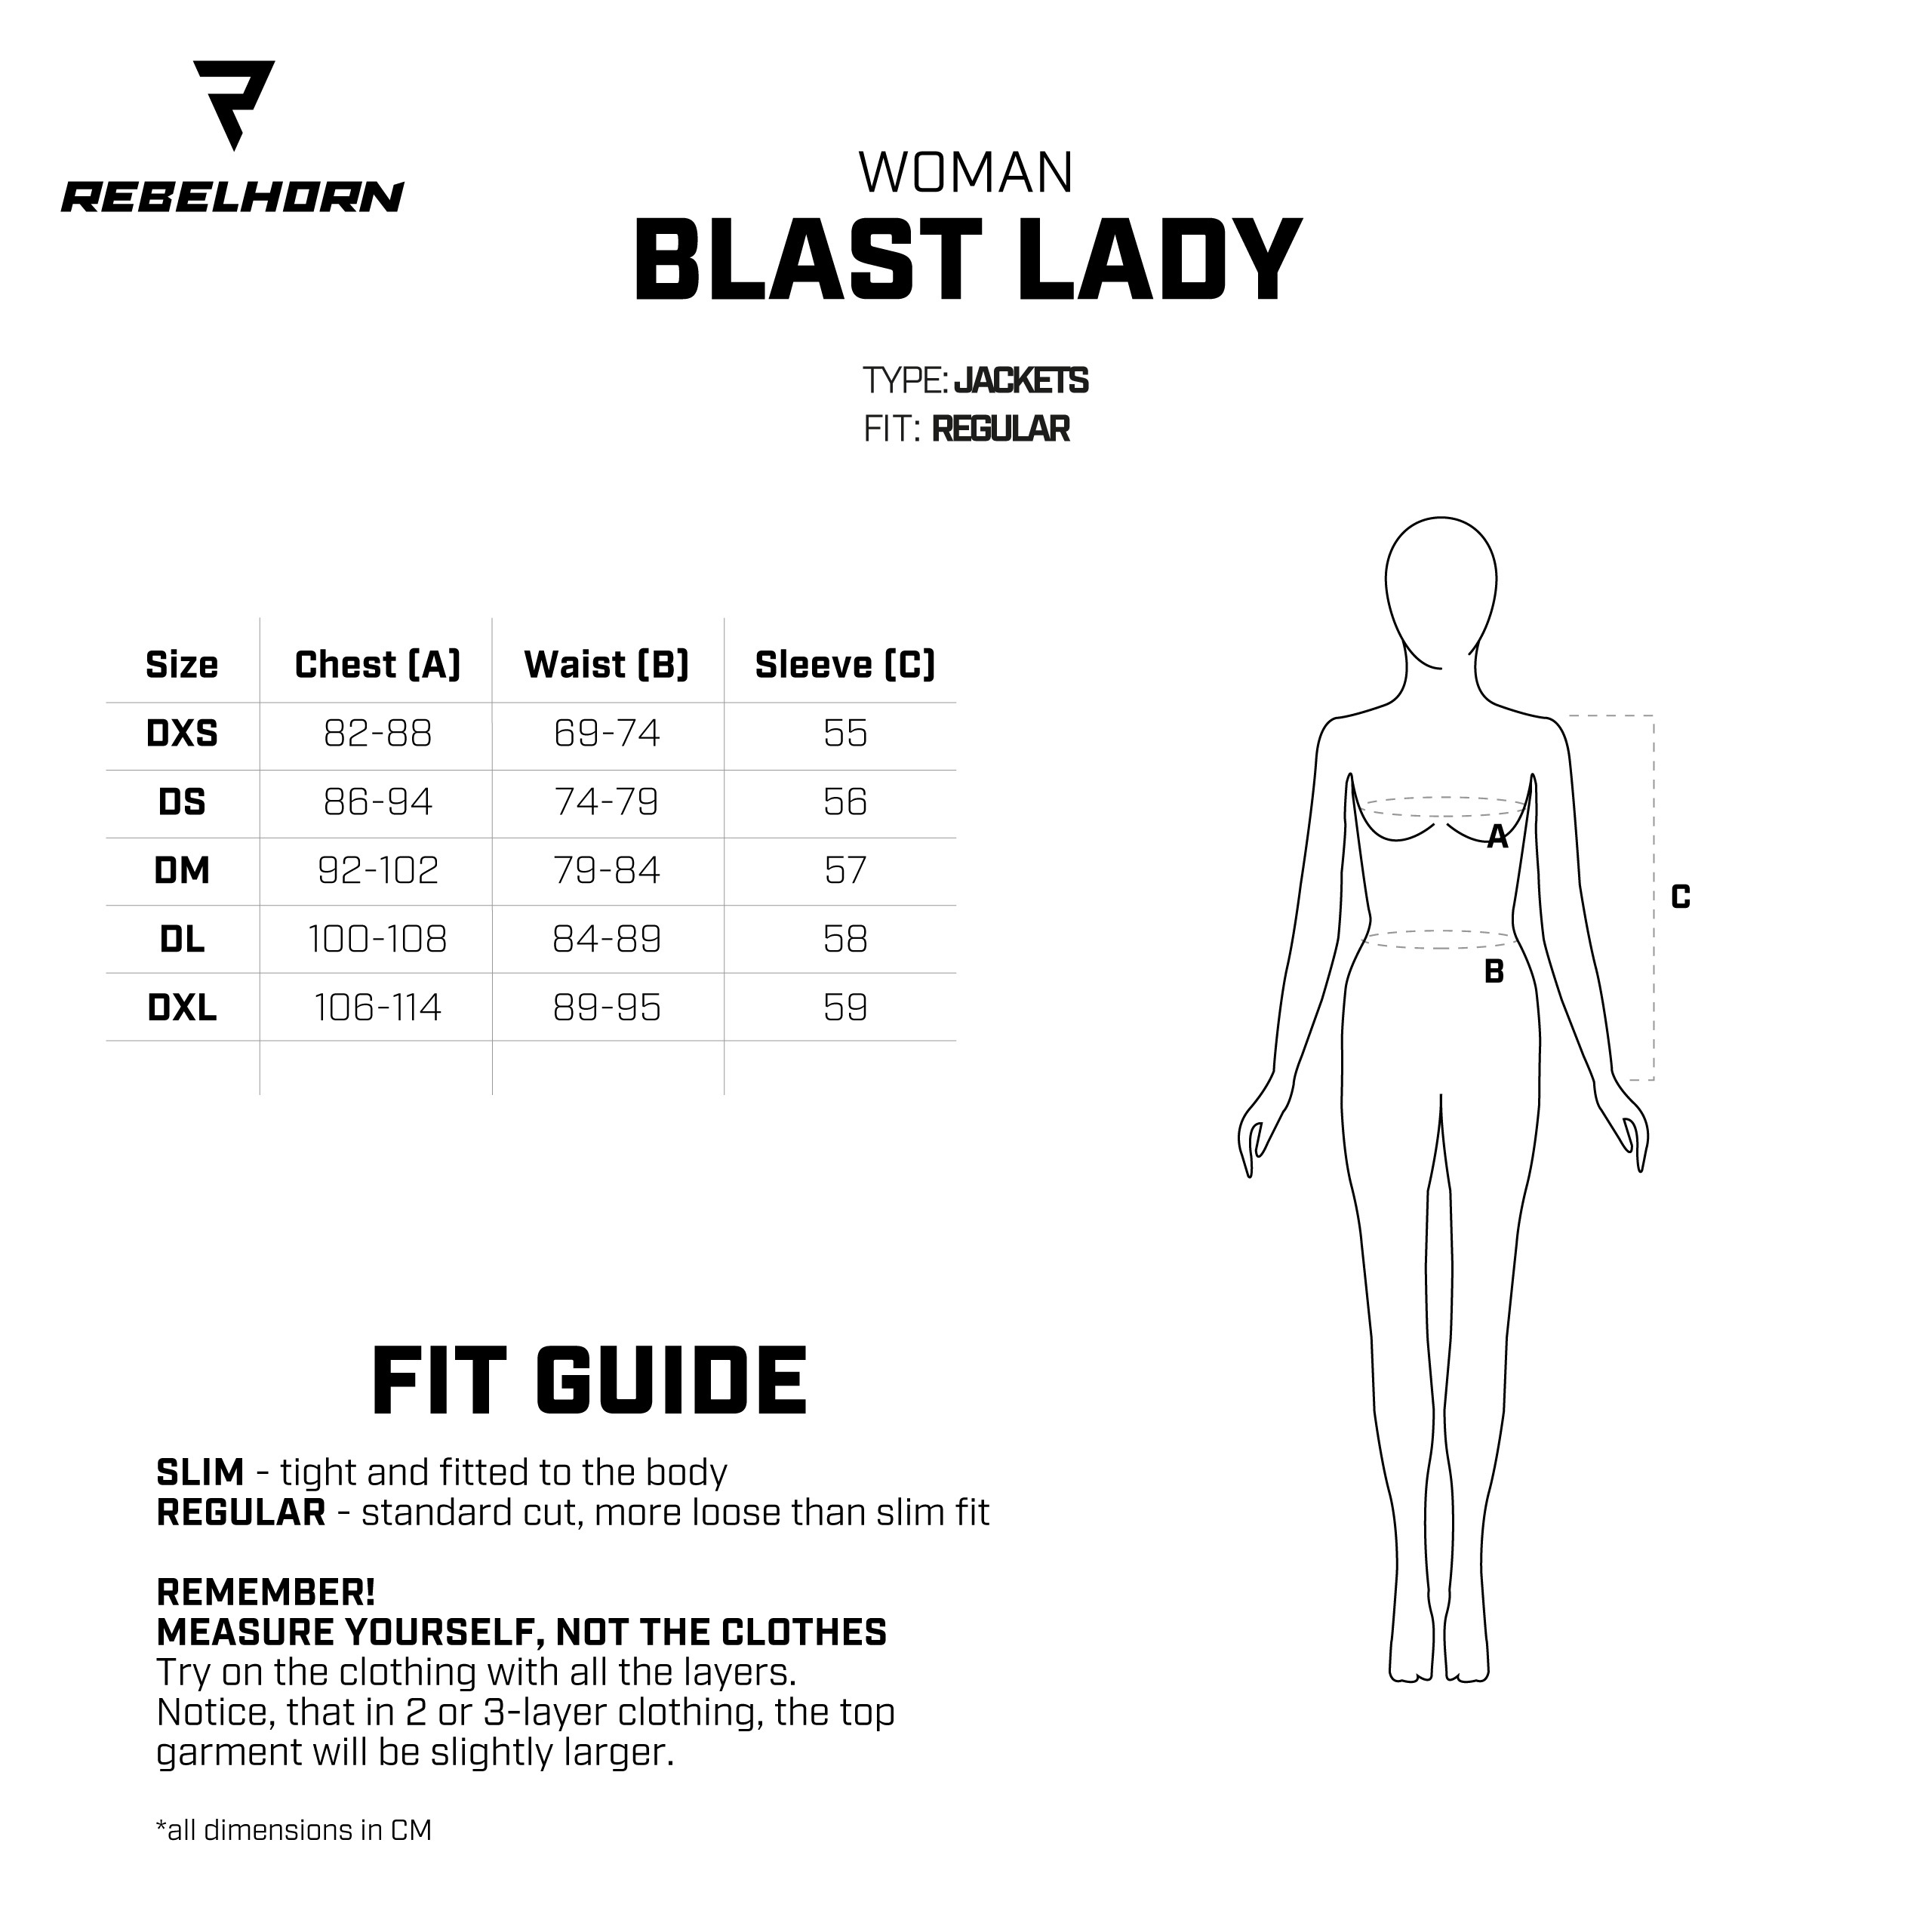 REBELHORN
WOMAN
BLAST LADY
TYPE: JACKETS
FIT: REGULAR
Size Chest (A) Waist (B) Sleeve (C)
DXS 82-88 69-74 55
DS 86-94 74-79 56
DM 92-102 79-84 57
DL 100-108 84-89 58
DXL 106-114 89-95 59
A
C
B
FIT GUIDE
SLIM - tight and fitted to the body
REGULAR - standard cut, more loose than slim fit
REMEMBER!
MEASURE YOURSELF, NOT THE CLOTHES
Try on the clothing with all the layers.
Notice, that in 2 or 3-layer clothing, the top
garment will be slightly larger.
*all dimensions in CM